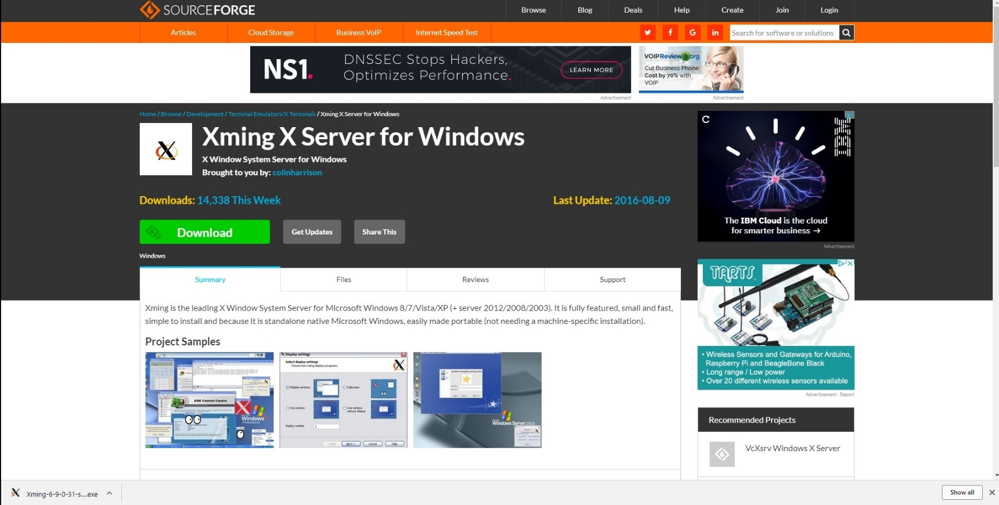 SOURCEFORGE
Browse
Blog
Deals
Help
Create
Join
Login
Articles
Cloud Storage
Business VoIP
Internet Speed Test
Search for software or solutions
NS1.
DNSSEC Stops Hackers,
Optimizes Performance.
LEARN MORE
Advertisement
VOIPReview.org
Cut Business Phone
Cost by 70% with
VOIP
Advertisement
Home / Browse / Development / Terminal Emulators/X Terminals / Xming X Server for Windows
Xming X Server for Windows
X Window System Server for Windows
Brought to you by: colinharrison
Downloads: 14,338 This Week
Last Update: 2016-08-09
Download
Get Updates
Share This
Windows
IBM
The IBM Cloud is the cloud
for smarter business →
Advertisement
Summary
Files
Reviews
Support
Xming is the leading X Window System Server for Microsoft Windows 8/7/Vista/XP (+ server 2012/2008/2003). It is fully featured, small and fast,
simple to install and because it is standalone native Microsoft Windows, easily made portable (not needing a machine-specific installation).
Project Samples
KDE Control Centre
Windows
Professional
Display settings
Select display settings
Choose how Xming displays programs.
Multiple windows
Fullscreen
One window
One window
without titlebar
Display number
2
Next >
Cancel
Help
Windows Server 2003
TARTS
• Wireless Sensors and Gateways for Arduino,
Raspberry Pi and BeagleBone Black
• Long range / Low power
• Over 20 different wireless sensors available
Advertisement - Report
Recommended Projects
VcXsrv Windows X Server
Xming-6-9-0-31-s....exe
Show all